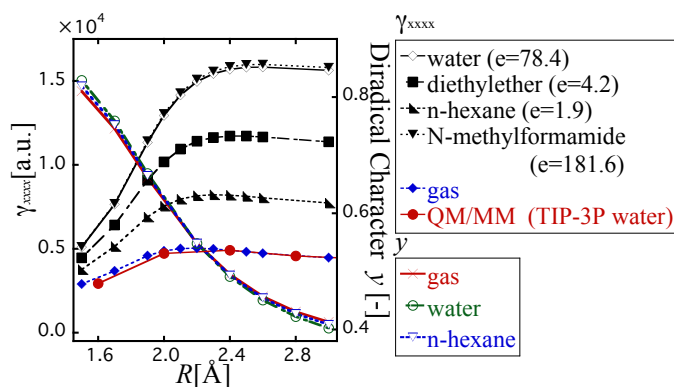 ×10⁴
1.5
1.0
0.5
0.0
γxxxx[a.u.]
1.6 2.0 2.4 2.8
R[Å]
0.8
0.6
0.4
Diradical Character y [-]
γxxxx
water (e=78.4)
diethylether (e=4.2)
n-hexane (e=1.9)
N-methylformamide
(e=181.6)
gas
QM/MM (TIP-3P water)
y
gas
water
n-hexane